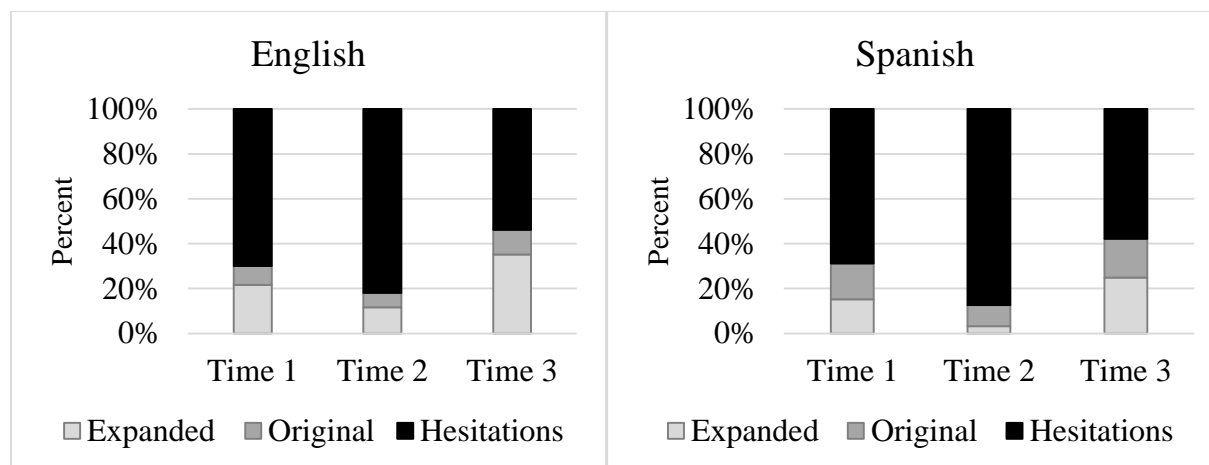 English
Percent
100%
80%
60%
40%
20%
0%
Time 1 Time 2 Time 3
Expanded Original Hesitations
Spanish
Percent
100%
80%
60%
40%
20%
0%
Time 1 Time 2 Time 3
Expanded Original Hesitations